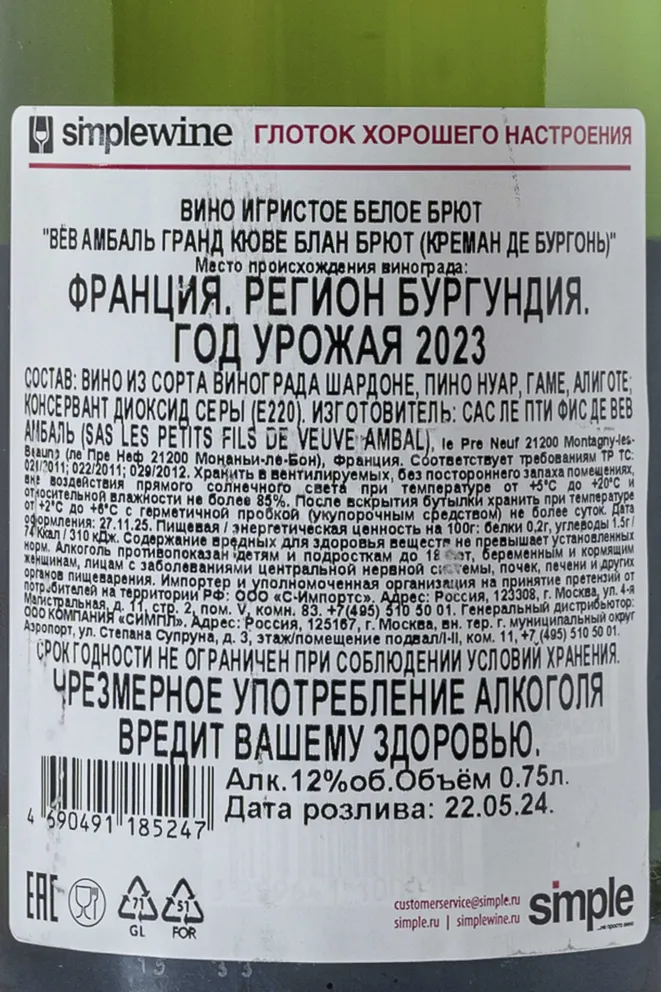 simplewine ГЛОТОК ХОРОШЕГО НАСТРОЕНИЯ
ВИНО ИГРИСТОЕ БЕЛОЕ БРЮТ
"ВЁВ АМБАЛЬ ГРАНД КЮВЕ БЛАН БРЮТ (КРЕМАН ДЕ БУРГОНЬ)"
Место происхождения винограда:
ФРАНЦИЯ. РЕГИОН БУРГУНДИЯ.
ГОД УРОЖАЯ 2023
СОСТАВ: ВИНО ИЗ СОРТА ВИНОГРАДА ШАРДОНЕ, ПИНО НУАР, ГАМЕ, АЛИГОТЕ;
КОНСЕРВАНТ ДИОКСИД СЕРЫ (Е220). ИЗГОТОВИТЕЛЬ: САС ЛЕ ПТИ ФИС ДЕ ВЕВ
АМБАЛЬ (SAS LES PETITS FILS DE VEUVE AMBAL), le Pre Neuf 21200 Montagny-les-
Beaune (ле Пре Неф 21200 Монаньи-ле-Бон), Франция. Соответствует требованиям ТР ТС:
021/2011; 022/2011; 029/2012. Хранить в вентилируемых, без постороннего запаха помещениях,
вне воздействия прямого солнечного света при температуре от +5°С до +20°С и
относительной влажности не более 85%. После вскрытия бутылки хранить при температуре
от +2°С до +6°С с герметичной пробкой (укупорочным средством) не более суток. Дата
оформления: 27.11.25. Пищевая / энергетическая ценность на 100г: белки 0,2г, углеводы 1.5г /
74 Ккал / 310 кДж. Содержание вредных для здоровья веществ не превышает установленных
норм. Алкоголь противопоказан детям и подросткам до 18 лет, беременным и кормящим
женщинам, лицам с заболеваниями центральной нервной системы, почек, печени и других
органов пищеварения. Импортер и уполномоченная организация на принятие претензий от
потребителей на территории РФ: ООО «С-Импортс». Адрес: Россия, 123308, г. Москва, ул. 4-я
Магистральная, д. 11, стр. 2, пом. V, комн. 83. +7(495) 510 50 01. Генеральный дистрибьютор:
ООО КОМПАНИЯ «СИМПЛ». Адрес: Россия, 125167, г. Москва, вн. тер. г. муниципальный округ
Аэропорт, ул. Степана Супруна, д. 3, этаж/помещение подвал/I-II, ком. 11, +7 (495) 510 50 01.
СРОК ГОДНОСТИ НЕ ОГРАНИЧЕН ПРИ СОБЛЮДЕНИИ УСЛОВИЙ ХРАНЕНИЯ.
ЧРЕЗМЕРНОЕ УПОТРЕБЛЕНИЕ АЛКОГОЛЯ
ВРЕДИТ ВАШЕМУ ЗДОРОВЬЮ.
Алк.12%об.Объём 0.75л.
Дата розлива: 22.05.24.
4 690491 185247
EAC
71
GL
51
FOR
customerservice@simple.ru
simple.ru | simplewine.ru
simple
...не просто вино